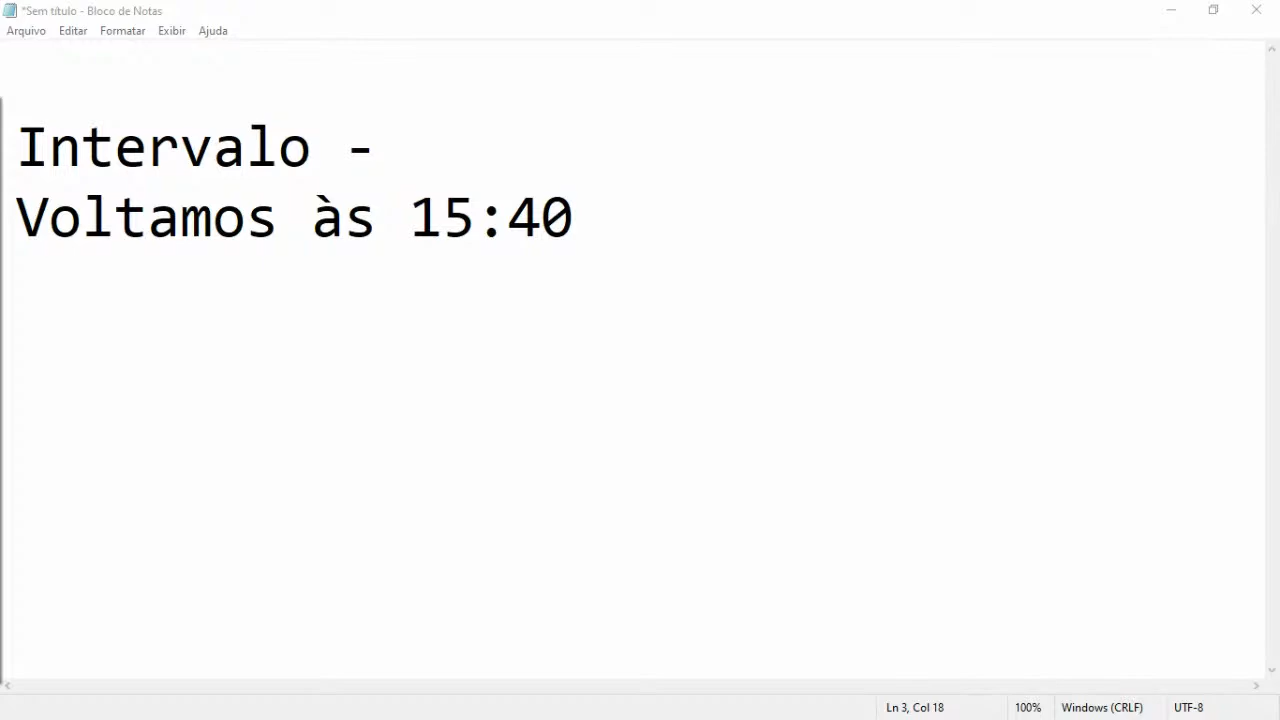 *Sem título - Bloco de Notas
Arquivo Editar Formatar Exibir Ajuda
Intervalo -
Voltamos às 15:40
Ln 3, Col 18 100% Windows (CRLF) UTF-8